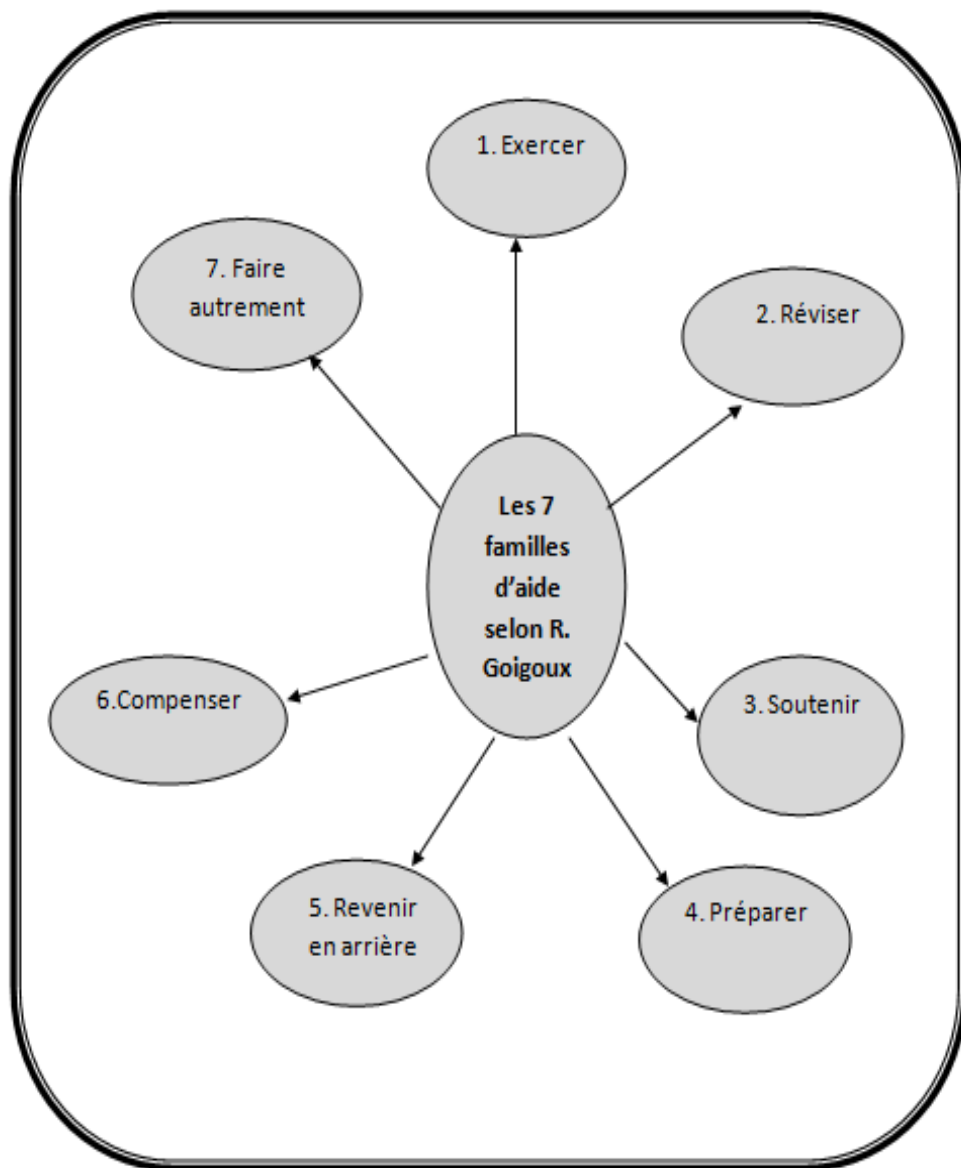 Les 7
familles
d’aide
selon R.
Goigoux
1. Exercer
2. Réviser
3. Soutenir
4. Préparer
5. Revenir
en arrière
6.Compenser
7. Faire
autrement